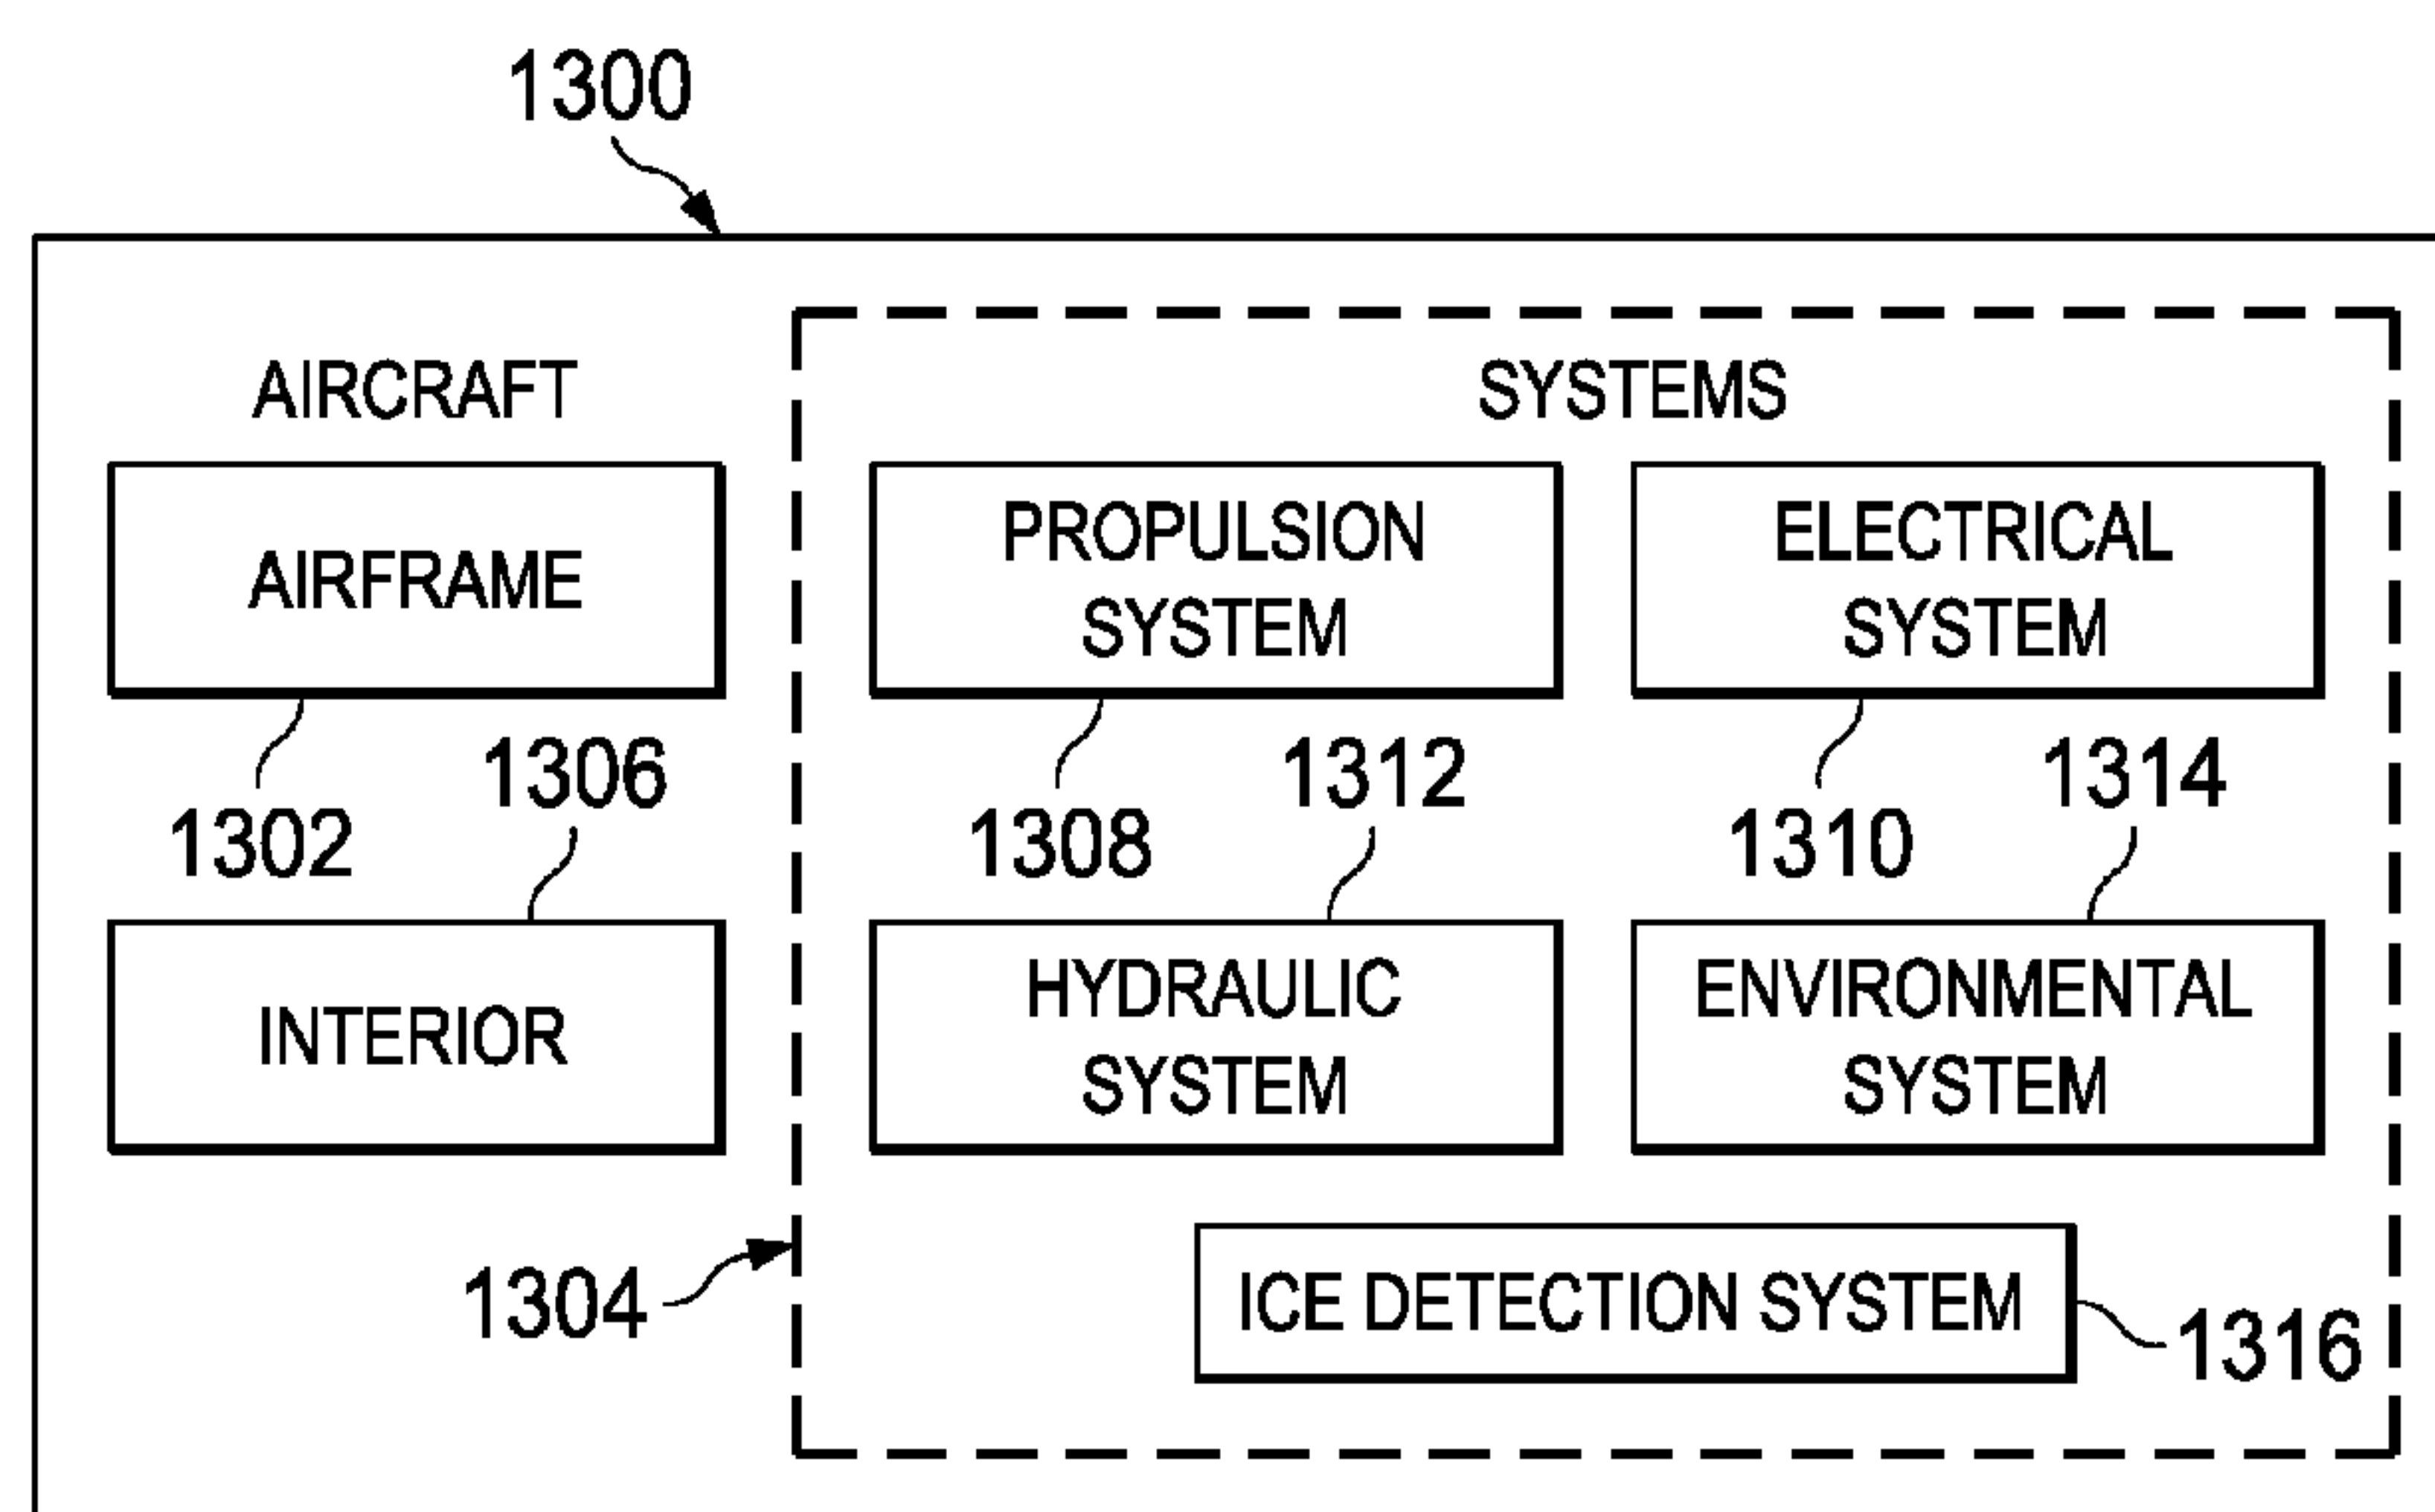 1300
AIRCRAFT
SYSTEMS
AIRFRAME
PROPULSION
SYSTEM
ELECTRICAL
SYSTEM
1302
1306
1308
1312
1310
1314
INTERIOR
HYDRAULIC
SYSTEM
ENVIRONMENTAL
SYSTEM
1304
ICE DETECTION SYSTEM
1316